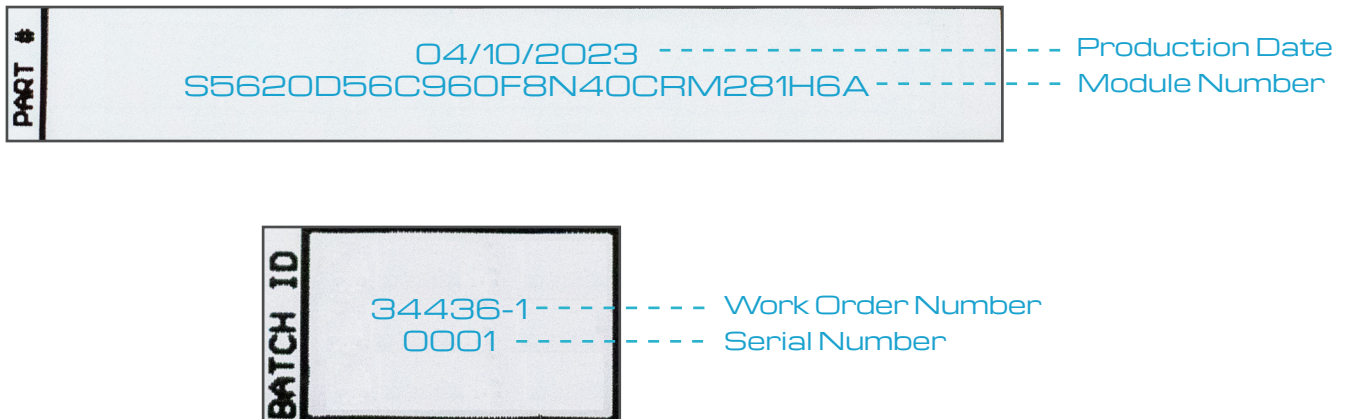 PART #
04/10/2023 Production Date
S5620D56C960F8N40CRM281H6A Module Number
BATCH ID
34436-1 Work Order Number
0001 Serial Number